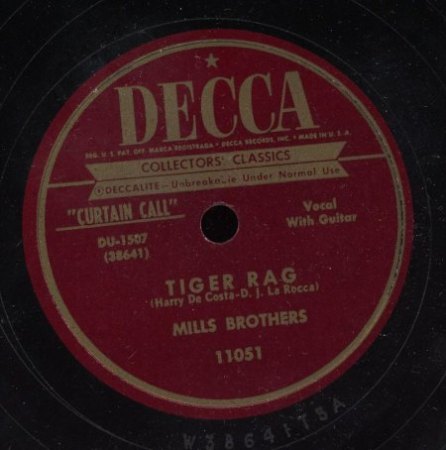 DECCA
REG. U. S. PAT. OFF. MARCA REGISTRADA • DECCA RECORDS, INC. • MADE IN U. S. A.
COLLECTORS' CLASSICS
DECCALITE—Unbreakable Under Normal Use
"CURTAIN CALL"
Vocal
With Guitar
DU-1507
(38641)
TIGER RAG
(Harry De Costa-D. J. La Rocca)
MILLS BROTHERS
11051